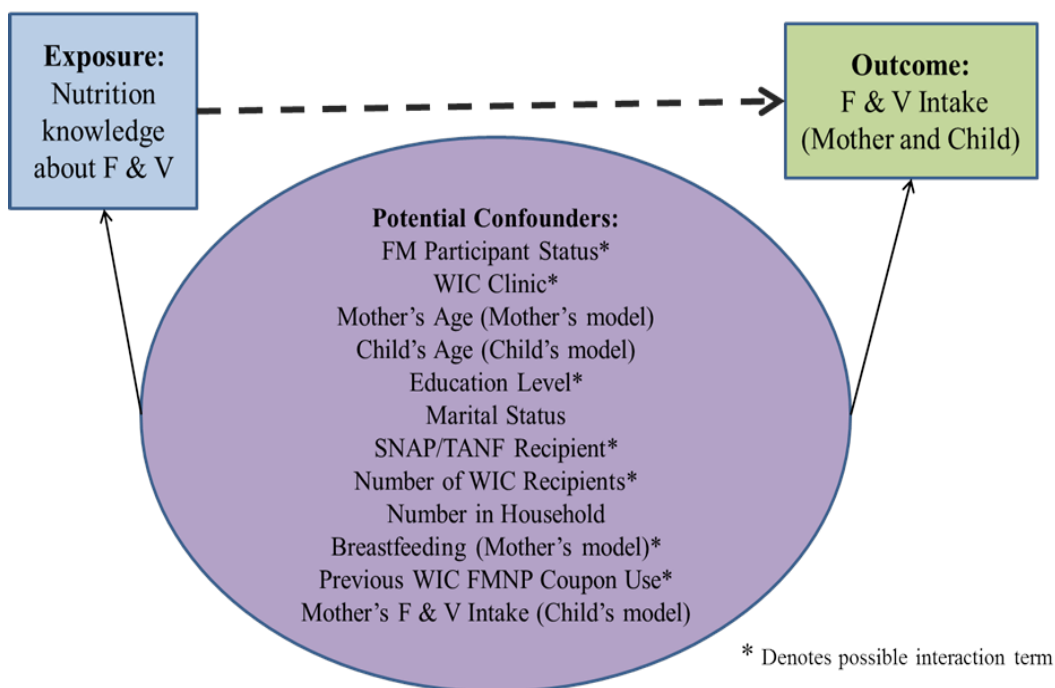 Exposure:
Nutrition
knowledge
about F & V
Outcome:
F & V Intake
(Mother and Child)
Potential Confounders:
FM Participant Status*
WIC Clinic*
Mother’s Age (Mother’s model)
Child’s Age (Child’s model)
Education Level*
Marital Status
SNAP/TANF Recipient*
Number of WIC Recipients*
Number in Household
Breastfeeding (Mother’s model)*
Previous WIC FMNP Coupon Use*
Mother’s F & V Intake (Child’s model)
* Denotes possible interaction term